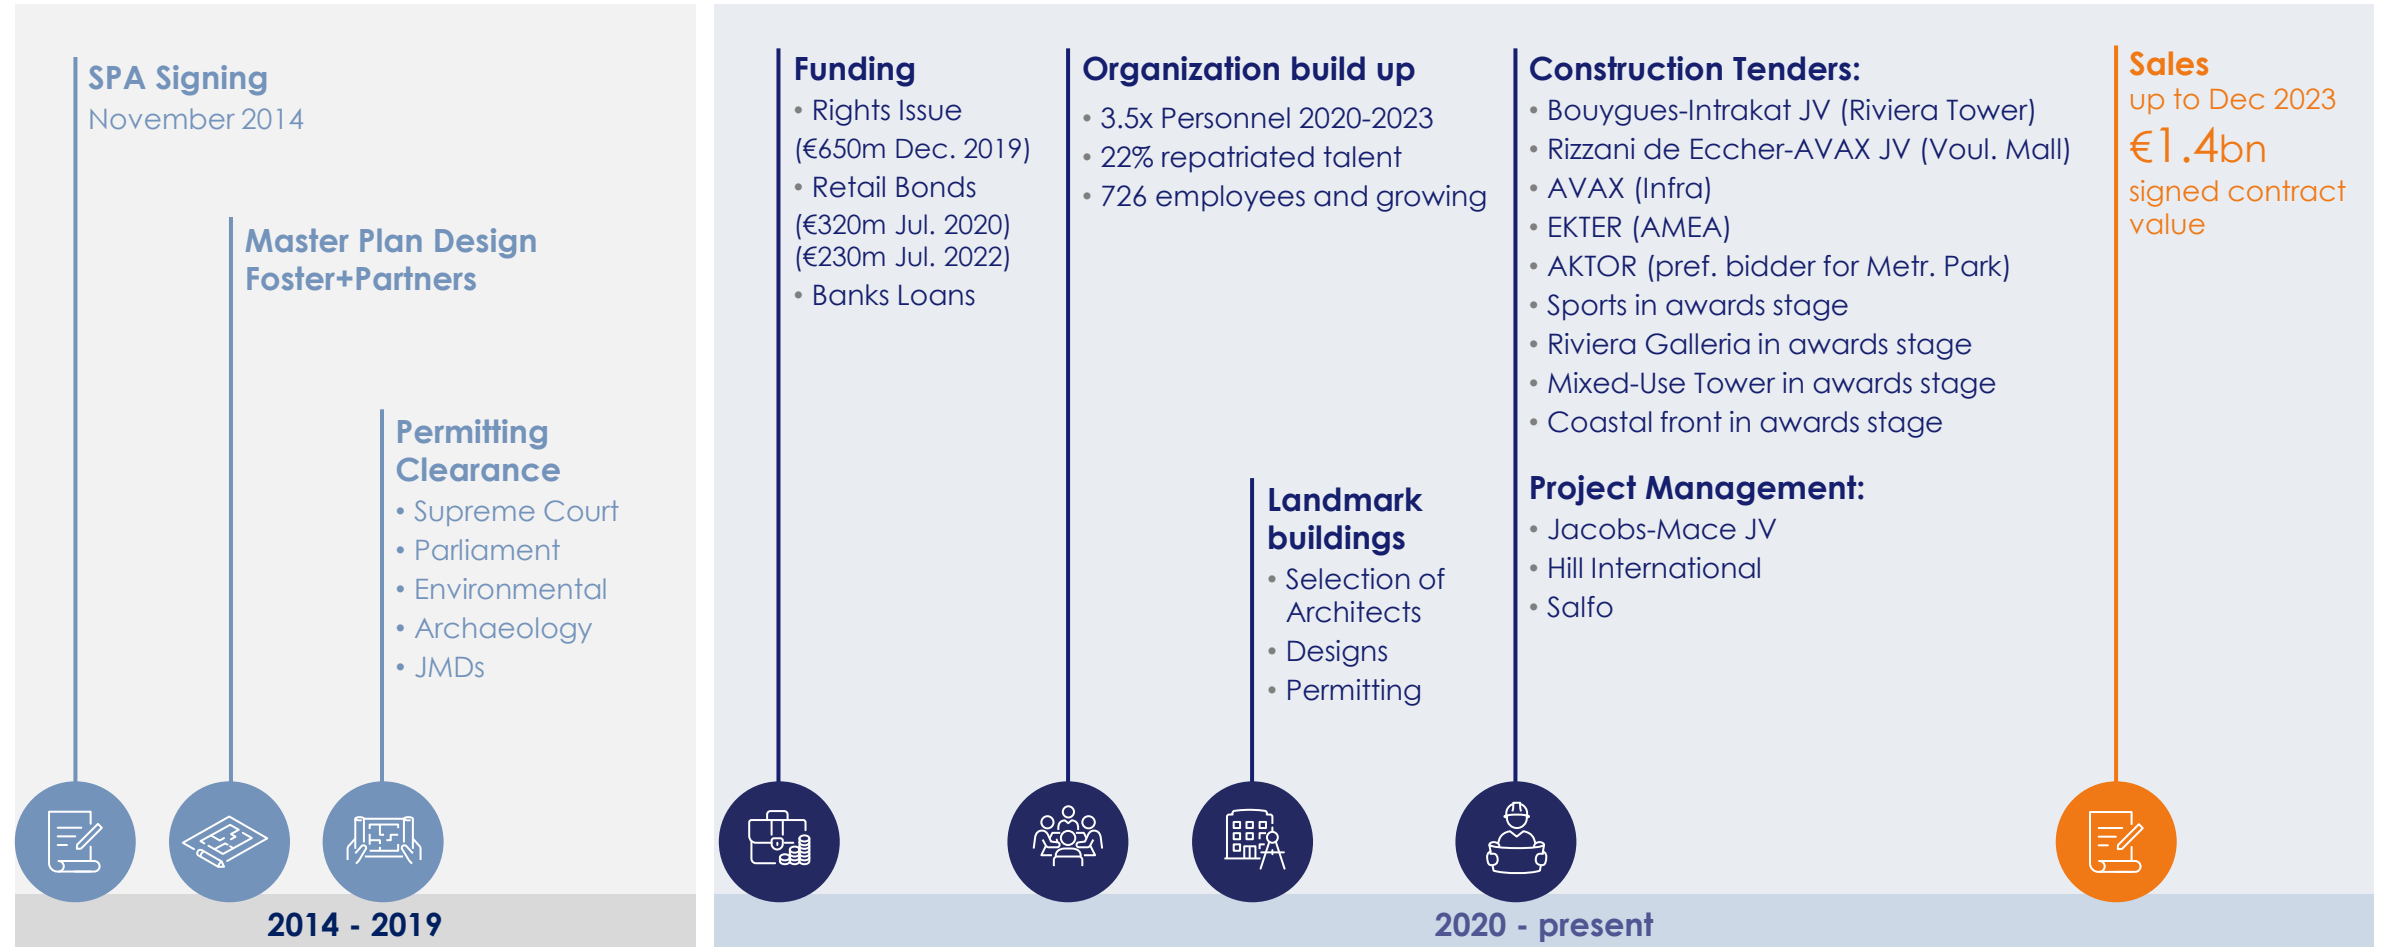 SPA Signing
November 2014
Master Plan Design
Foster+Partners
Permitting
Clearance
• Supreme Court
• Parliament
• Environmental
• Archaeology
• JMDs
2014 - 2019
Funding
• Rights Issue
(€650m Dec. 2019)
• Retail Bonds
(€320m Jul. 2020)
(€230m Jul. 2022)
• Banks Loans
Organization build up
• 3.5x Personnel 2020-2023
• 22% repatriated talent
• 726 employees and growing
Landmark
buildings
• Selection of
Architects
• Designs
• Permitting
Construction Tenders:
• Bouygues-Intrakat JV (Riviera Tower)
• Rizzani de Eccher-AVAX JV (Voul. Mall)
• AVAX (Infra)
• EKTER (AMEA)
• AKTOR (pref. bidder for Metr. Park)
• Sports in awards stage
• Riviera Galleria in awards stage
• Mixed-Use Tower in awards stage
• Coastal front in awards stage
Project Management:
• Jacobs-Mace JV
• Hill International
• Salfo
Sales
up to Dec 2023
€1.4bn
signed contract
value
2020 - present